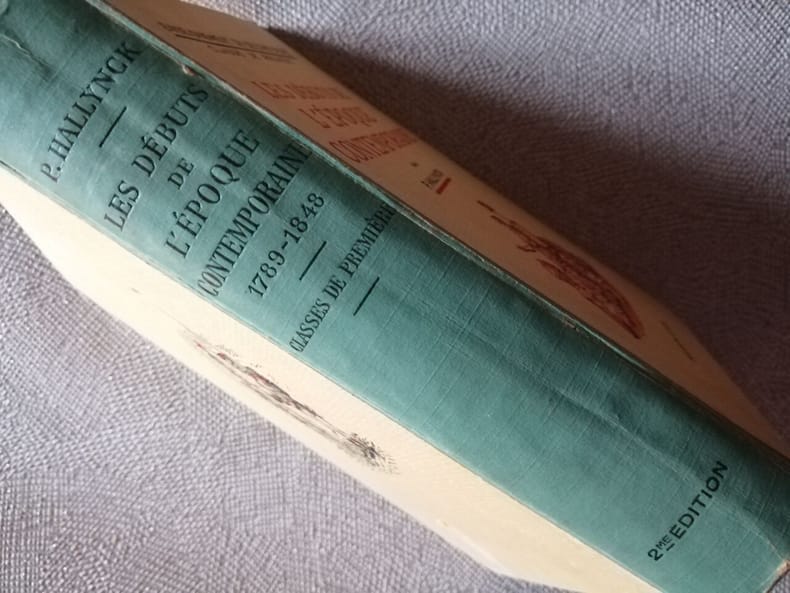 P. HALLYNCK
LES DÉBUTS
DE
L'ÉPOQUE
CONTEMPORAINE
1789-1848
CLASSES DE PREMIÈRE
2ME EDITION
L'ÉPOQUE
CONTEMPORAINE